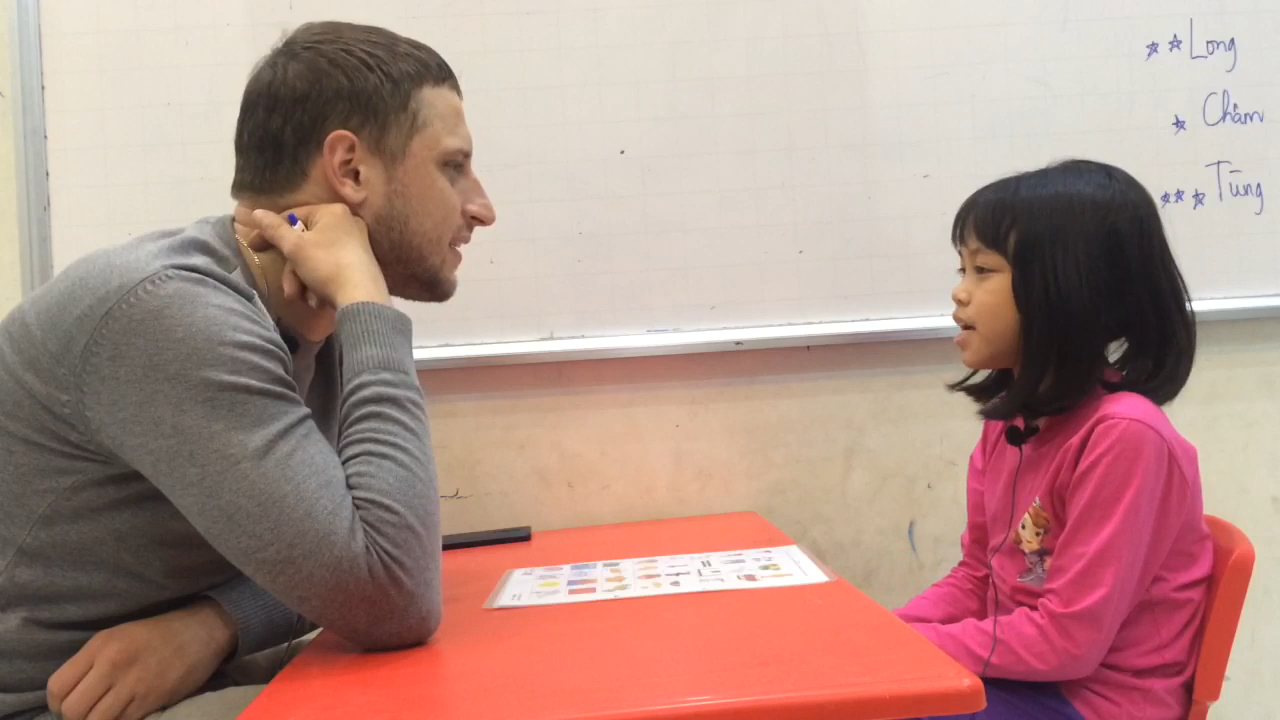 ☆☆Long
☆ Châm
☆☆☆ Tùng